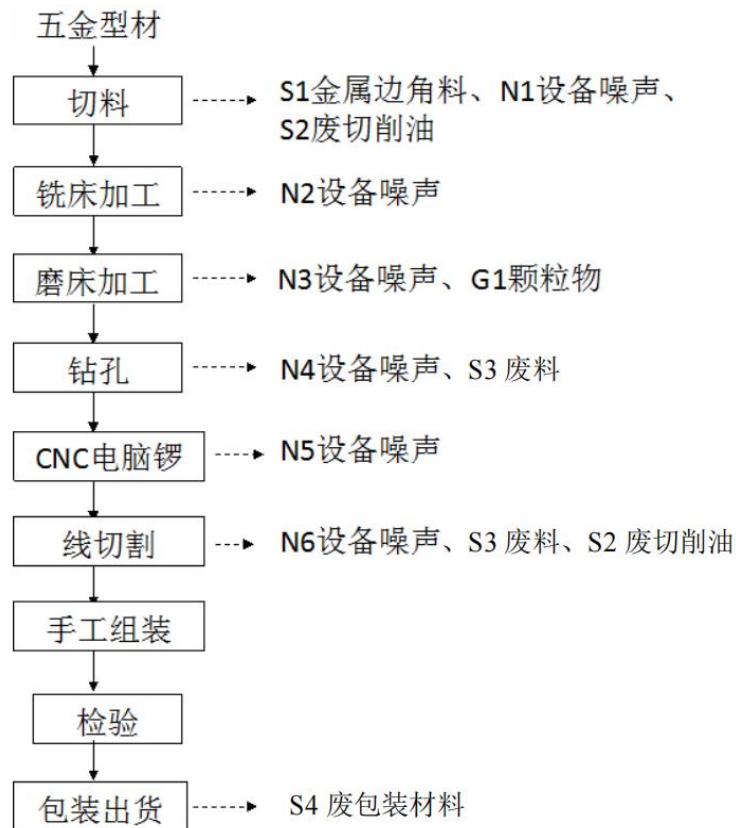 五金型材
切料
S1金属边角料、N1设备噪声、
S2废切削油
铣床加工
N2设备噪声
磨床加工
N3设备噪声、G1颗粒物
钻孔
N4设备噪声、S3 废料
CNC电脑锣
N5设备噪声
线切割
N6设备噪声、S3 废料、S2 废切削油
手工组装
检验
包装出货
S4 废包装材料